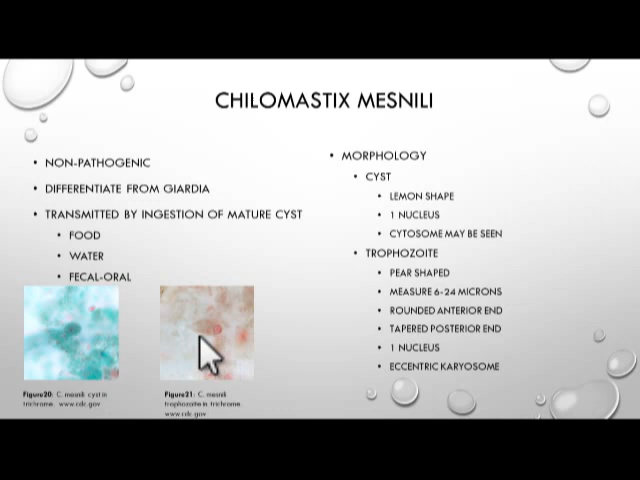 CHILOMASTIX MESNILI
• NON-PATHOGENIC
• DIFFERENTIATE FROM GIARDIA
• TRANSMITTED BY INGESTION OF MATURE CYST
• FOOD
• WATER
• FECAL-ORAL
Figure20: C. mesnili cyst in
trichrome. www.cdc.gov
Figure21: C. mesnili
trophozoite in trichrome.
www.cdc.gov
• MORPHOLOGY
• CYST
• LEMON SHAPE
• 1 NUCLEUS
• CYTOSOME MAY BE SEEN
• TROPHOZOITE
• PEAR SHAPED
• MEASURE 6-24 MICRONS
• ROUNDED ANTERIOR END
• TAPERED POSTERIOR END
• 1 NUCLEUS
• ECCENTRIC KARYOSOME